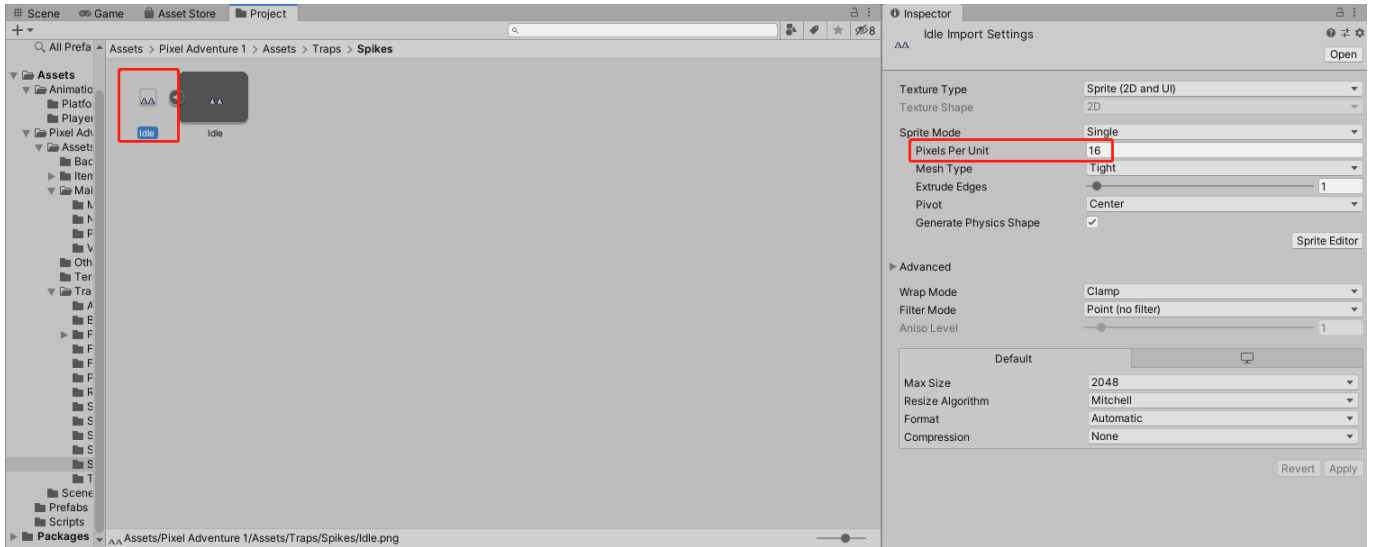 Scene Game Asset Store Project
8
All Prefa
Assets > Pixel Adventure 1 > Assets > Traps > Spikes
Assets
Animatic
Platfo
Player
Pixel Adv
Assets
Bac
Iten
Mai
M
N
P
V
Oth
Ter
Tra
A
B
F
F
F
P
R
S
S
S
S
S
T
Scene
Prefabs
Scripts
Packages
Idle
Idle
Assets/Pixel Adventure 1/Assets/Traps/Spikes/Idle.png
Inspector
Idle Import Settings
Open
Texture Type Sprite (2D and UI)
Texture Shape 2D
Sprite Mode Single
Pixels Per Unit 16
Mesh Type Tight
Extrude Edges 1
Pivot Center
Generate Physics Shape
Sprite Editor
Advanced
Wrap Mode Clamp
Filter Mode Point (no filter)
Aniso Level 1
Default
Max Size 2048
Resize Algorithm Mitchell
Format Automatic
Compression None
Revert Apply